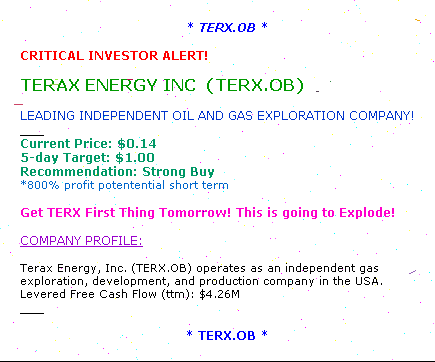 * TERX.OB *
CRITICAL INVESTOR ALERT!
TERAX ENERGY INC (TERX.OB)
LEADING INDEPENDENT OIL AND GAS EXPLORATION COMPANY!
Current Price: $0.14
5-day Target: $1.00
Recommendation: Strong Buy
*800% profit potentential short term
Get TERX First Thing Tomorrow! This is going to Explode!
COMPANY PROFILE:
Terax Energy, Inc. (TERX.OB) operates as an independent gas
exploration, development, and production company in the USA.
Levered Free Cash Flow (ttm): $4.26M
* TERX.OB *